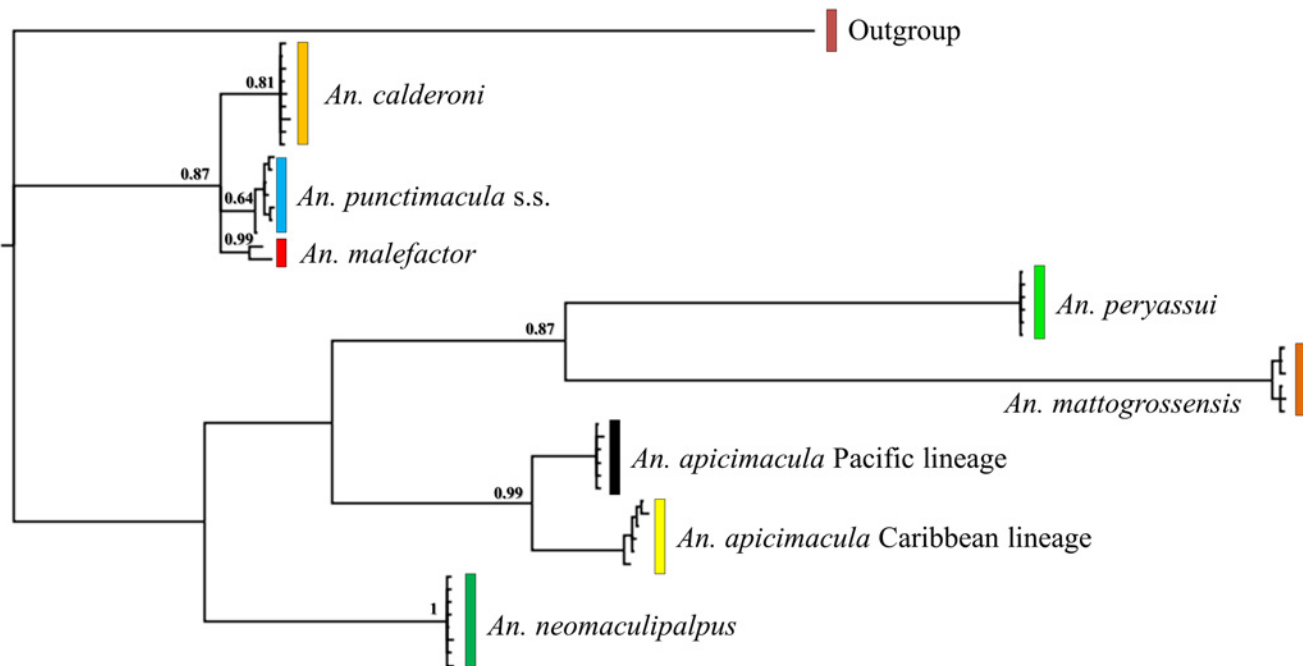 Outgroup
0.81
An. calderoni
0.87
0.64
An. punctimacula s.s.
0.99
An. malefactor
An. peryassui
0.87
An. mattogrossensis
An. apicimacula Pacific lineage
0.99
An. apicimacula Caribbean lineage
1
An. neomaculipalpus